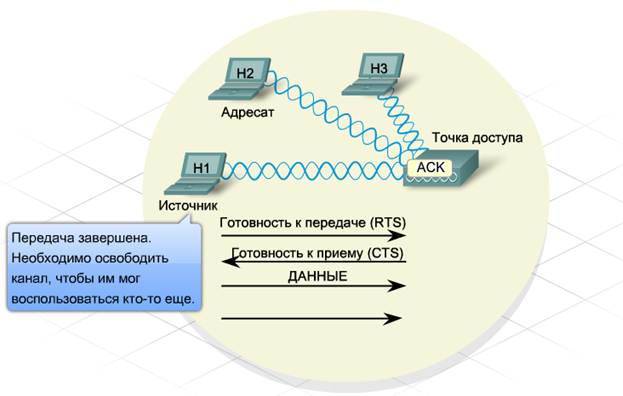 H2
H3
Адресат
Точка доступа
ACK
H1
Источник
Готовность к передаче (RTS)
Готовность к приему (CTS)
ДАННЫЕ
Передача завершена.
Необходимо освободить
канал, чтобы им мог
воспользоваться кто-то еще.